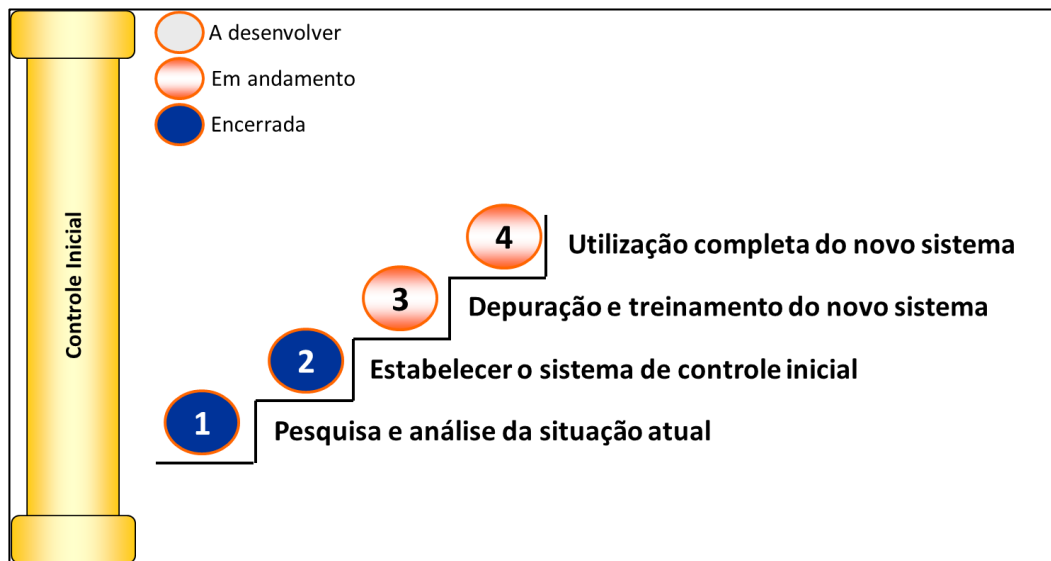 A desenvolver
Em andamento
Encerrada
Controle Inicial
4 Utilização completa do novo sistema
3 Depuração e treinamento do novo sistema
2 Estabelecer o sistema de controle inicial
1 Pesquisa e análise da situação atual